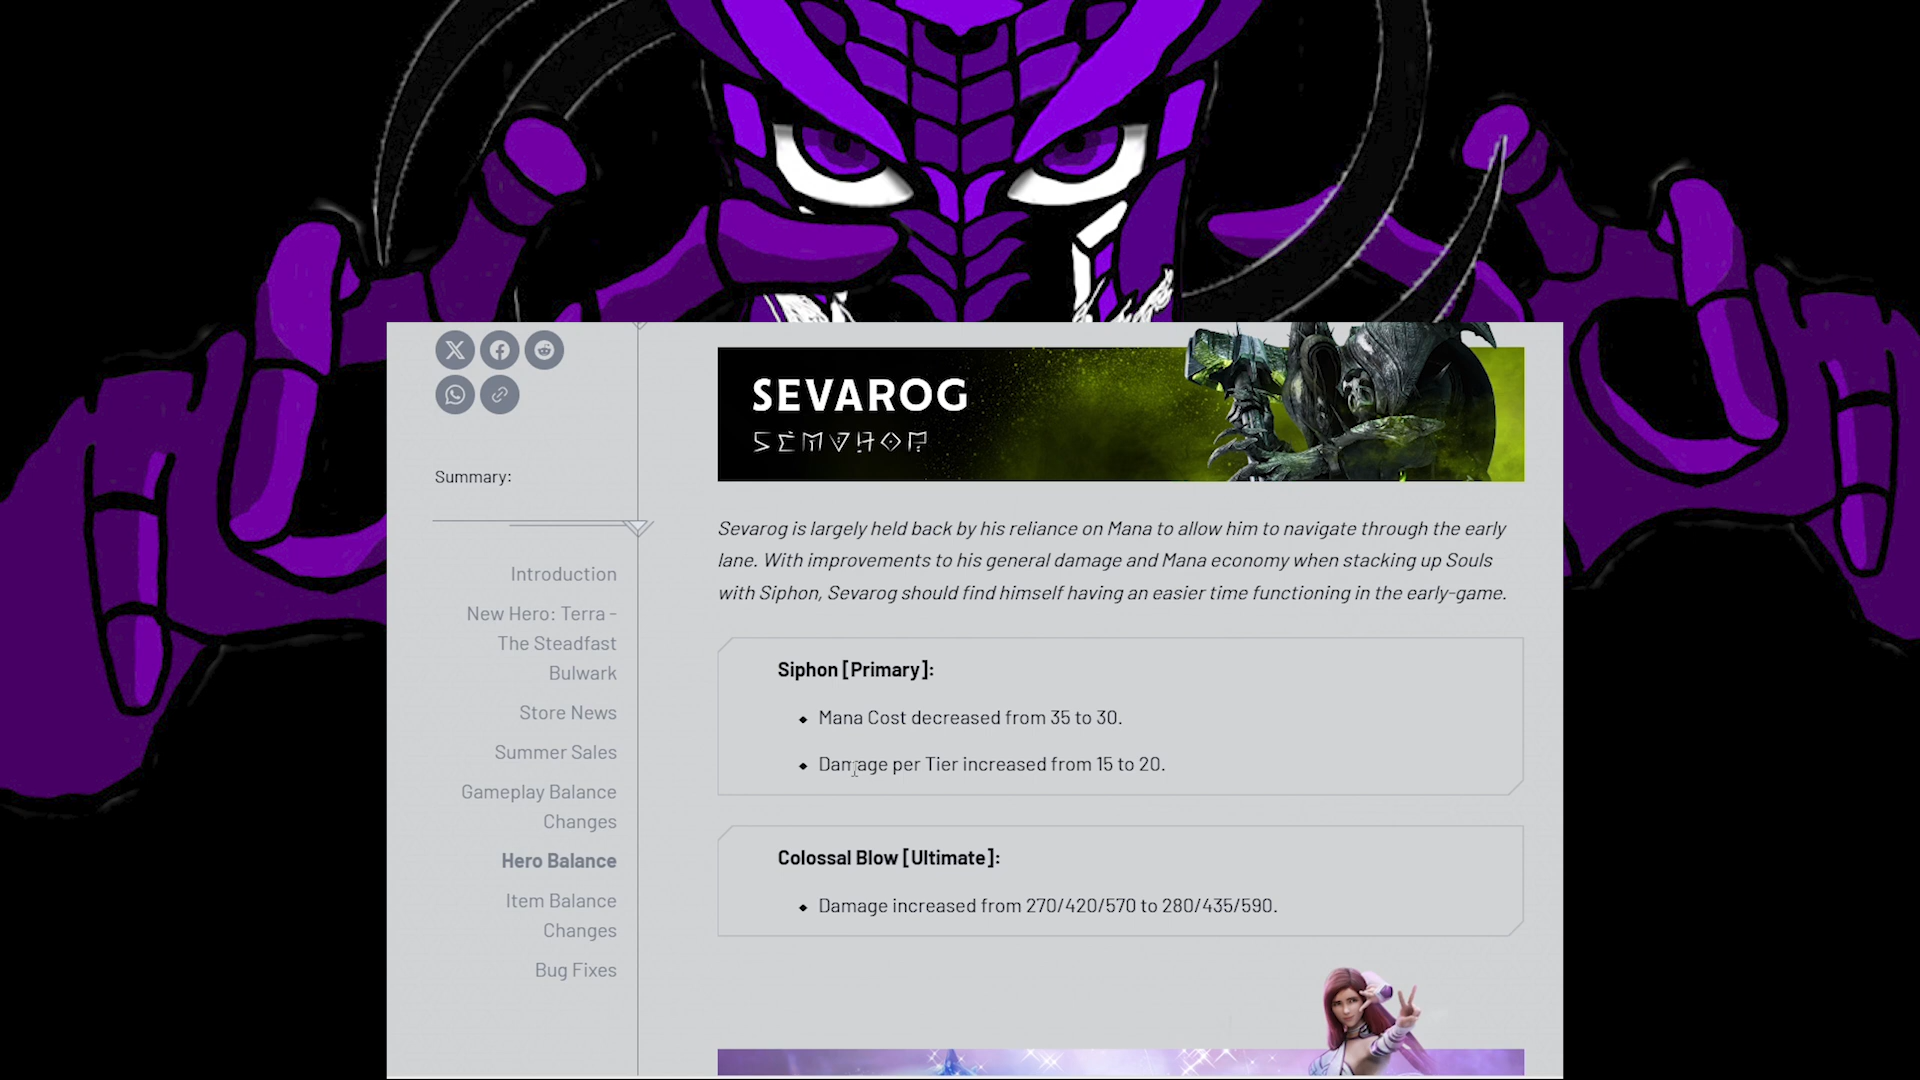 Summary:
Introduction
New Hero: Terra -
The Steadfast
Bulwark
Store News
Summer Sales
Gameplay Balance
Changes
Hero Balance
Item Balance
Changes
Bug Fixes
SEVAROG
Sevarog is largely held back by his reliance on Mana to allow him to navigate through the early
lane. With improvements to his general damage and Mana economy when stacking up Souls
with Siphon, Sevarog should find himself having an easier time functioning in the early-game.
Siphon [Primary]:
Mana Cost decreased from 35 to 30.
Damage per Tier increased from 15 to 20.
Colossal Blow [Ultimate]:
Damage increased from 270/420/570 to 280/435/590.